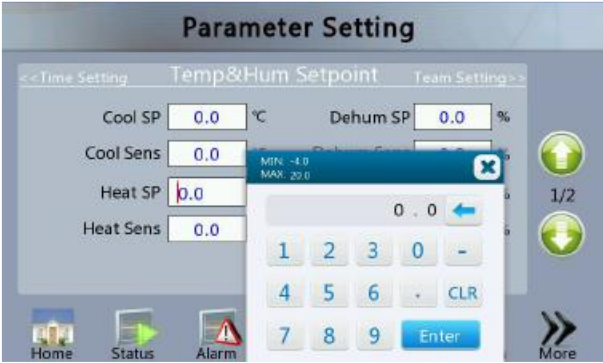 Parameter Setting
<<Time Setting Temp&Hum Setpoint Team Setting>>
Cool SP 0.0 ℃ Dehum SP 0.0 %
Cool Sens 0.0
Heat SP 0.0
Heat Sens 0.0
1/2
MIN: -4.0
MAX: 20.0
0.0
1 2 3 0 -
4 5 6 . CLR
7 8 9 Enter
Home Status Alarm More